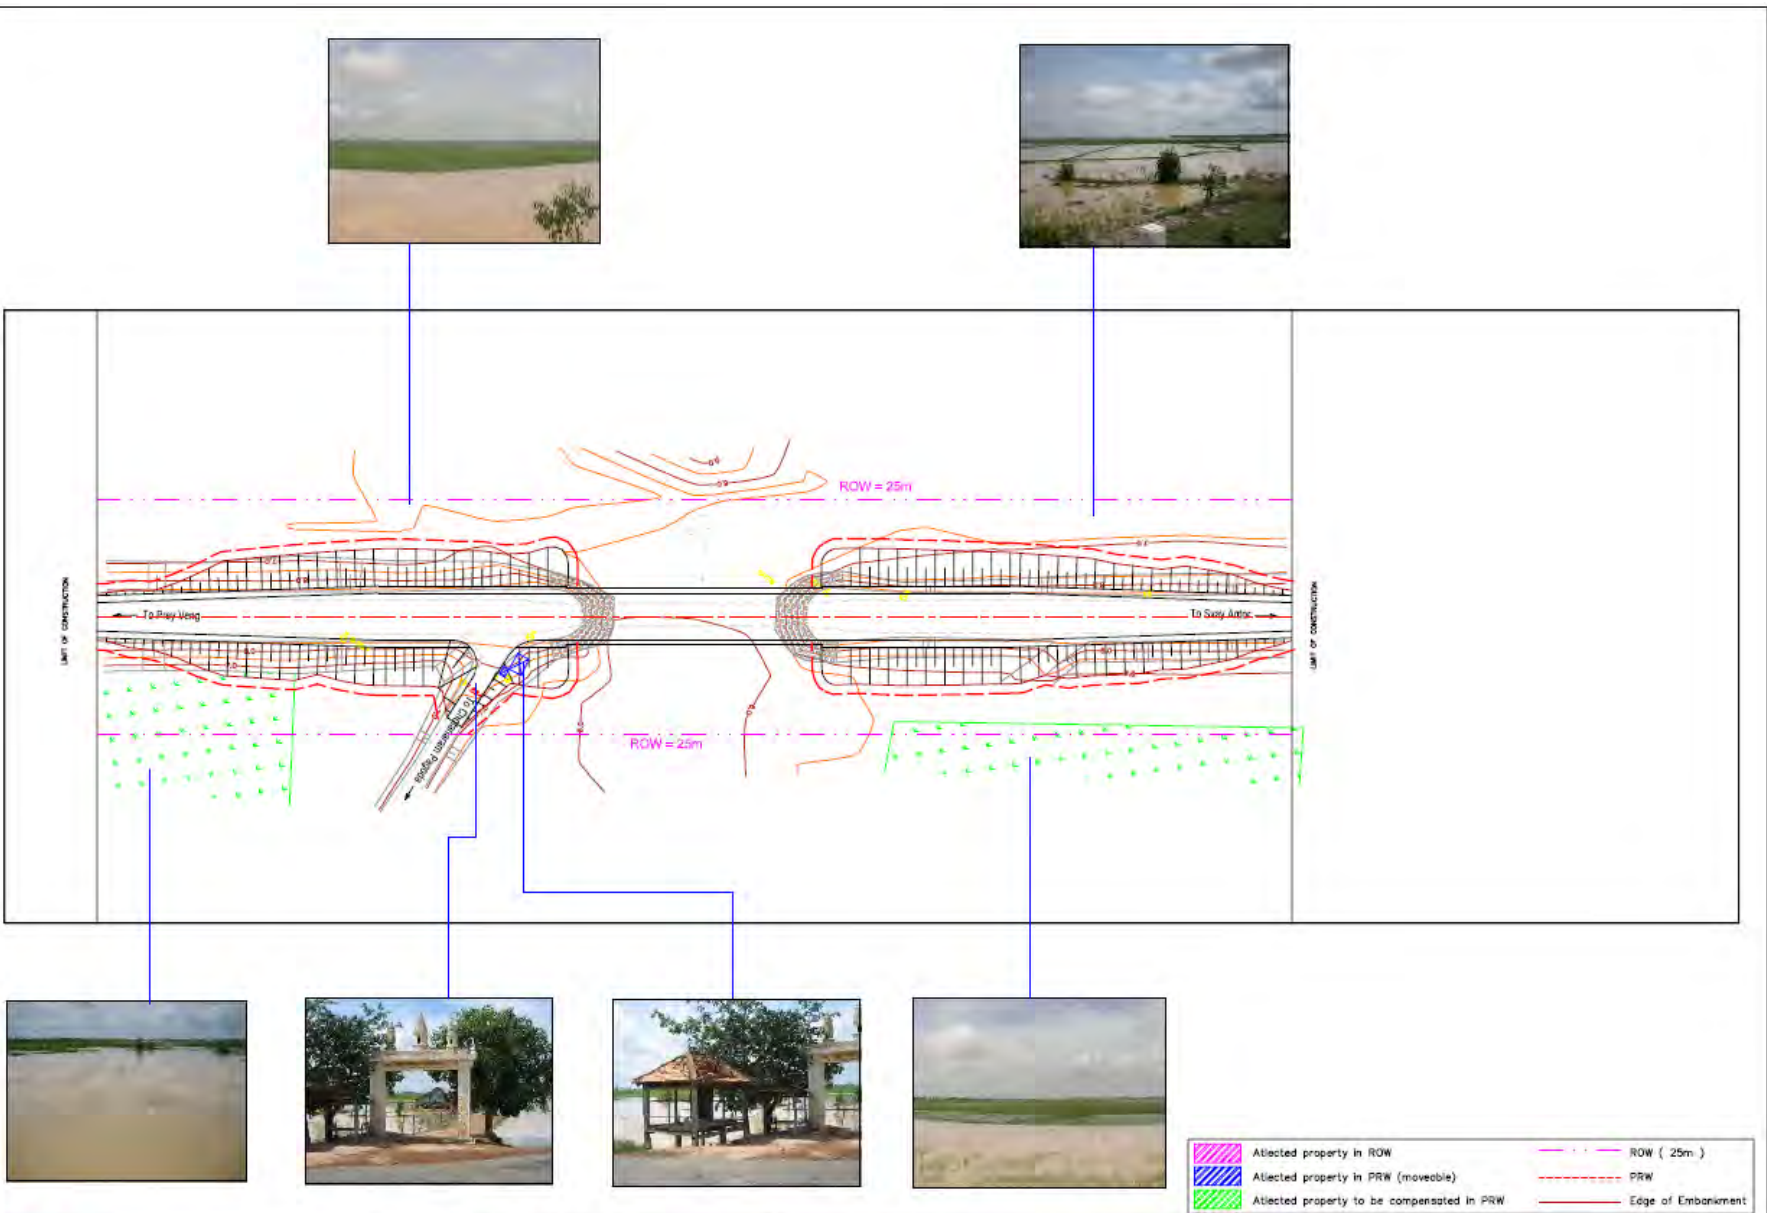 ROW = 25m
LIMIT OF CONSTRUCTION
To Prey Veng
To Svay Antor
LIMIT OF CONSTRUCTION
Pagoda
ROW = 25m
Affected property in ROW
ROW ( 25m )
Affected property in PRW (moveable)
PRW
Affected property to be compensated in PRW
Edge of Embankment